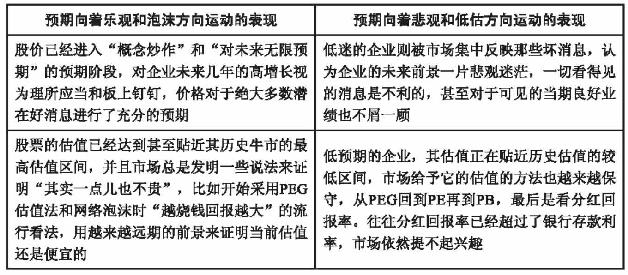 预期向着乐观和泡沫方向运动的表现
预期向着悲观和低估方向运动的表现
股价已经进入“概念炒作”和“对未来无限预
期”的预期阶段，对企业未来几年的高增长视
为理所应当和板上钉钉，价格对于绝大多数潜
在好消息进行了充分的预期
低迷的企业则被市场集中反映那些坏消息，认
为企业的未来前景一片悲观迷茫，一切看得见
的消息是不利的，甚至对于可见的当期良好业
绩也不屑一顾
股票的估值已经达到甚至贴近其历史牛市的最
高估值区间，并且市场总是发明一些说法来证
明“其实一点儿也不贵”，比如开始采用PEG
估值法和网络泡沫时“越烧钱回报越大”的流
行看法，用越来越远期的前景来证明当前估值
还是便宜的
低预期的企业，其估值正在贴近历史估值的较
低区间，市场给予它的估值的方法也越来越保
守，从PEG回到PE再到PB，最后是看分红回
报率。往往分红回报率已经超过了银行存款利
率，市场依然提不起兴趣